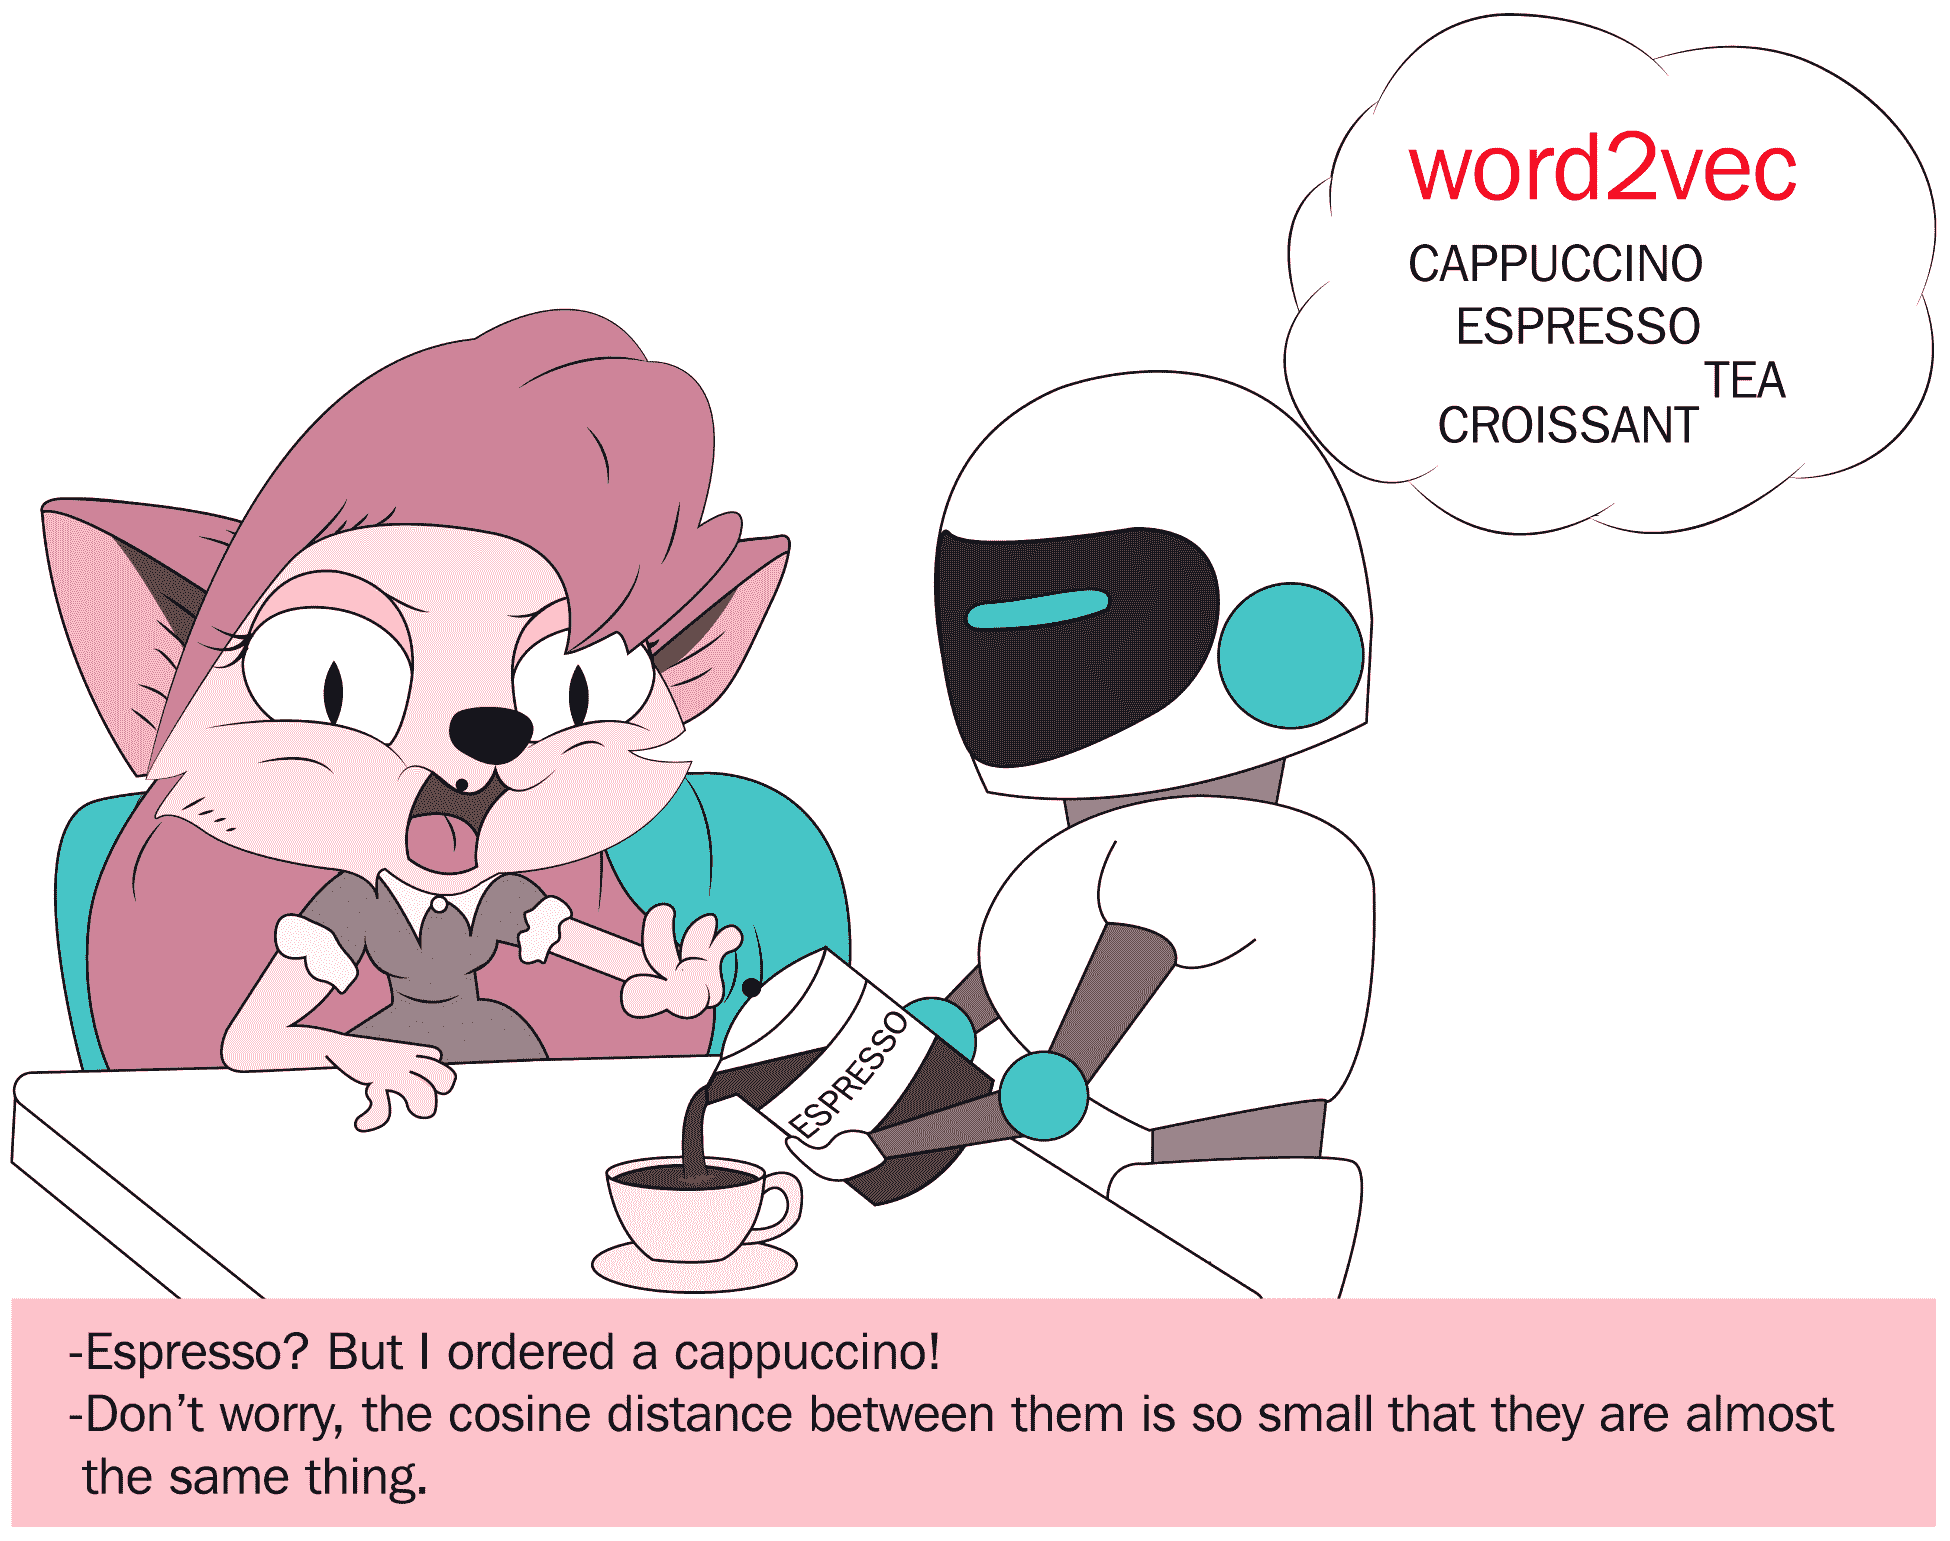 word2vec
CAPPUCCINO
ESPRESSO
TEA
CROISSANT
ESPRESSO
-Espresso? But I ordered a cappuccino!
-Don’t worry, the cosine distance between them is so small that they are almost
the same thing.